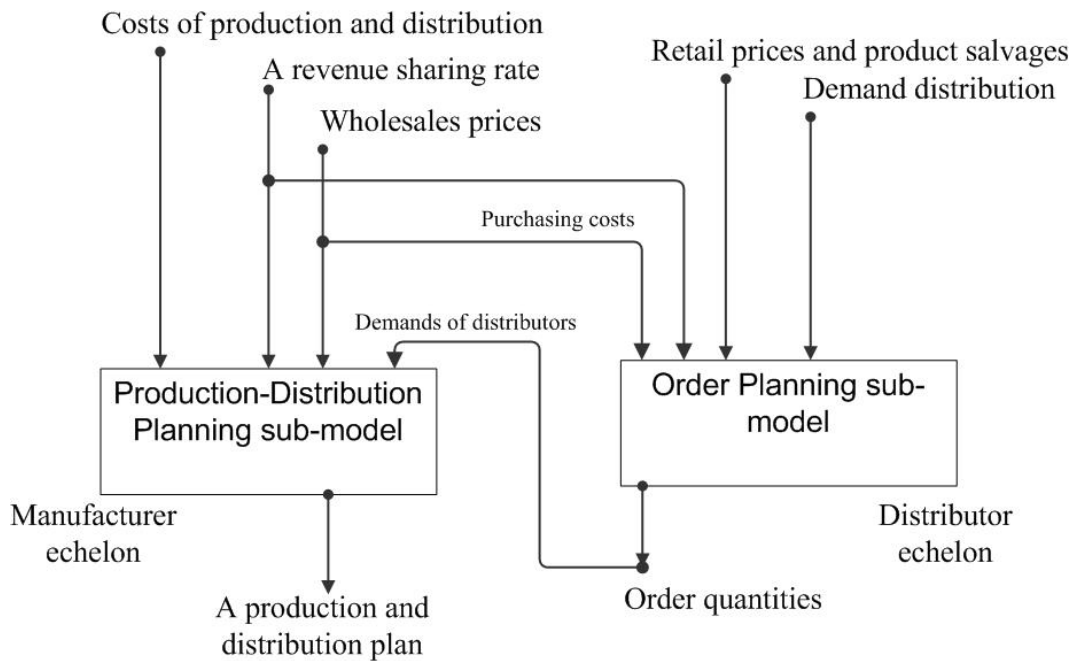 Costs of production and distribution
A revenue sharing rate
Wholesales prices
Retail prices and product salvages
Demand distribution
Purchasing costs
Demands of distributors
Production-Distribution
Planning sub-model
Order Planning sub-
model
Manufacturer
echelon
Distributor
echelon
A production and
distribution plan
Order quantities